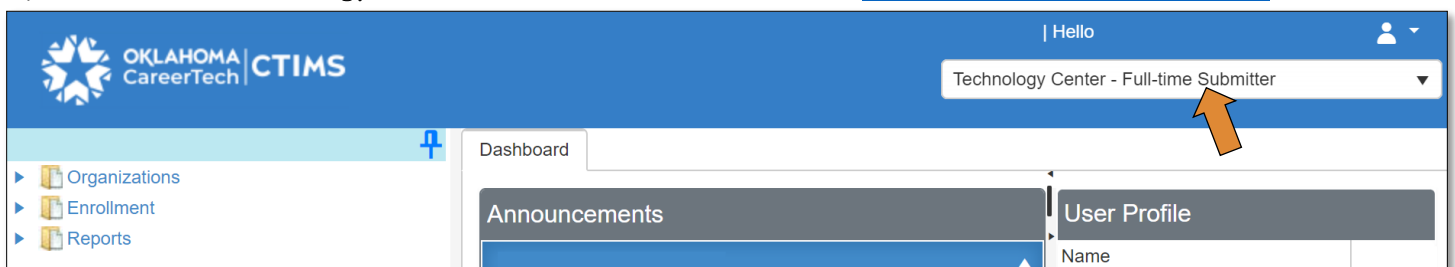 | Hello
OKLAHOMA
CareerTech | CTIMS
Technology Center - Full-time Submitter
Dashboard
Organizations
Enrollment
Reports
Announcements
User Profile
Name